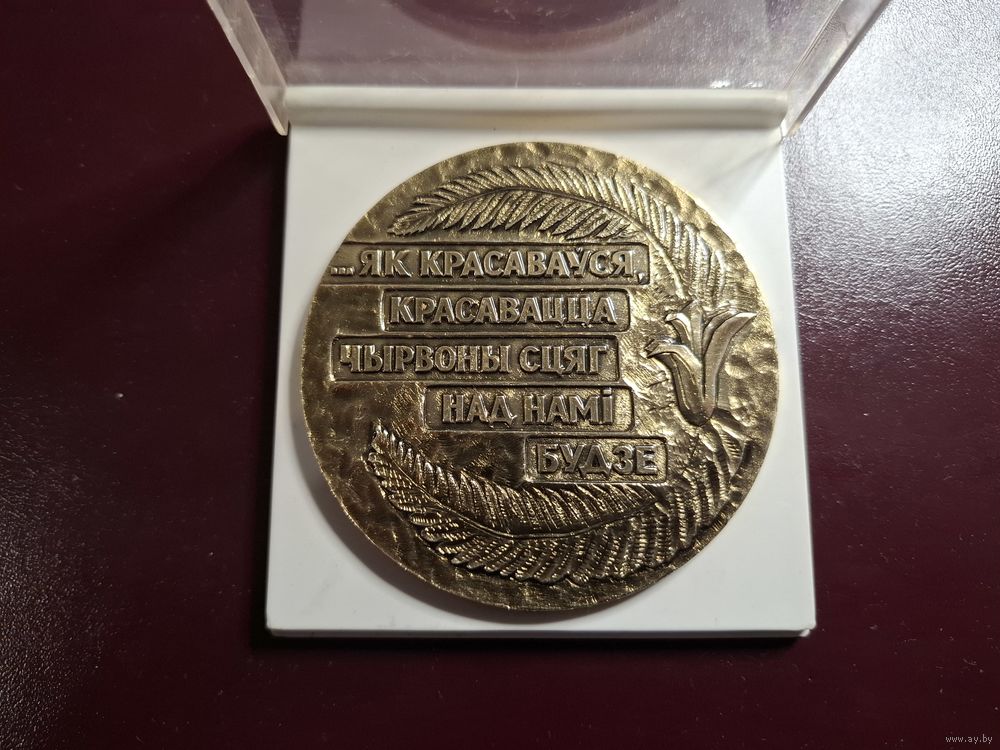 ...ЯК КРАСАВАЎСЯ,
КРАСАВАЦЦА
ЧЫРВОНЫ СЦЯГ
НАД НАМі
БУДЗЕ
www.ay.by